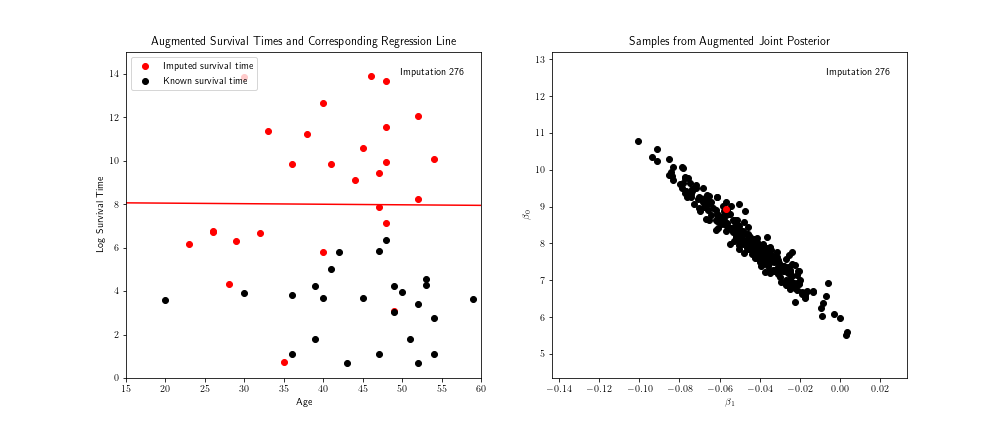 Augmented Survival Times and Corresponding Regression Line
Imputed survival time
Known survival time
Imputation 276
14
12
10
8
6
4
2
0
Log Survival Time
15 20 25 30 35 40 45 50 55 60
Age
Samples from Augmented Joint Posterior
Imputation 276
13
12
11
10
9
8
7
6
5
β₀
−0.14 −0.12 −0.10 −0.08 −0.06 −0.04 −0.02 0.00 0.02
β₁